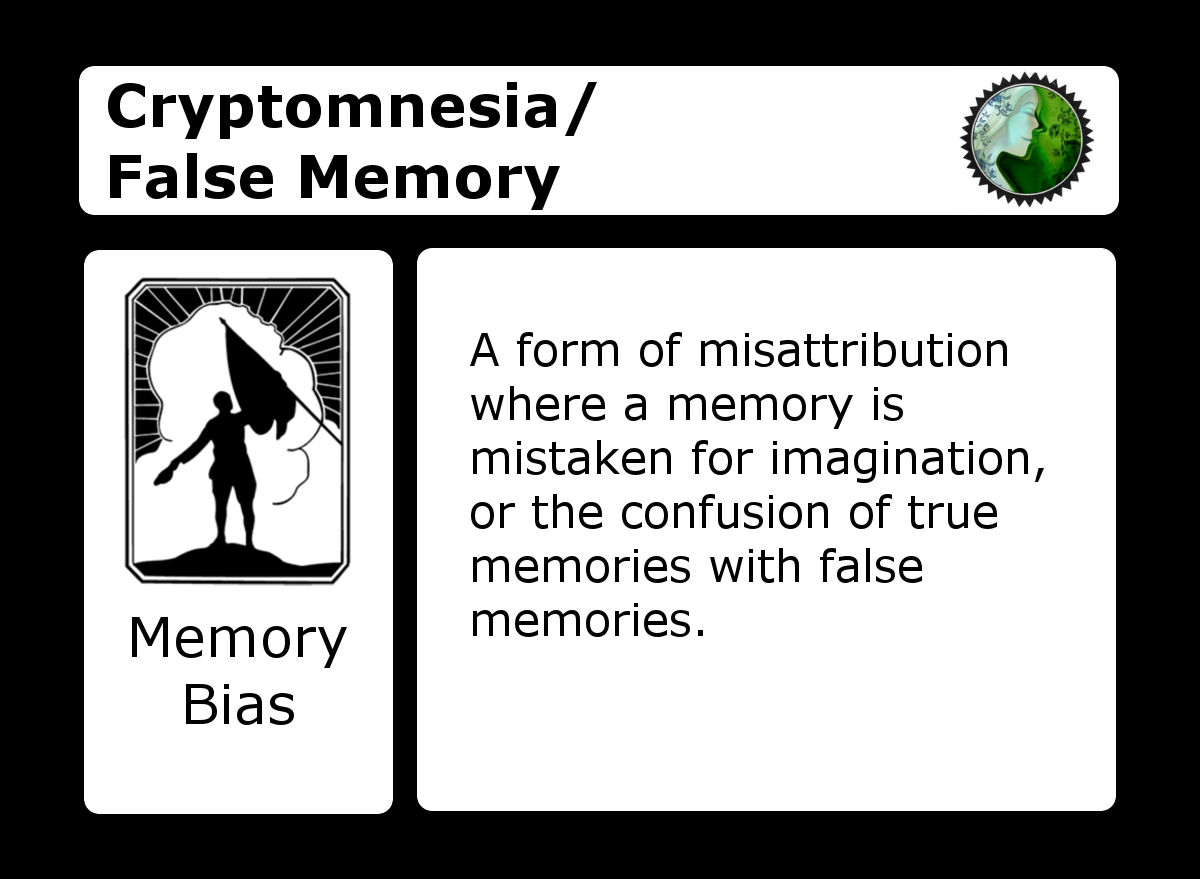 Cryptomnesia/
False Memory
Memory
Bias
A form of misattribution
where a memory is
mistaken for imagination,
or the confusion of true
memories with false
memories.